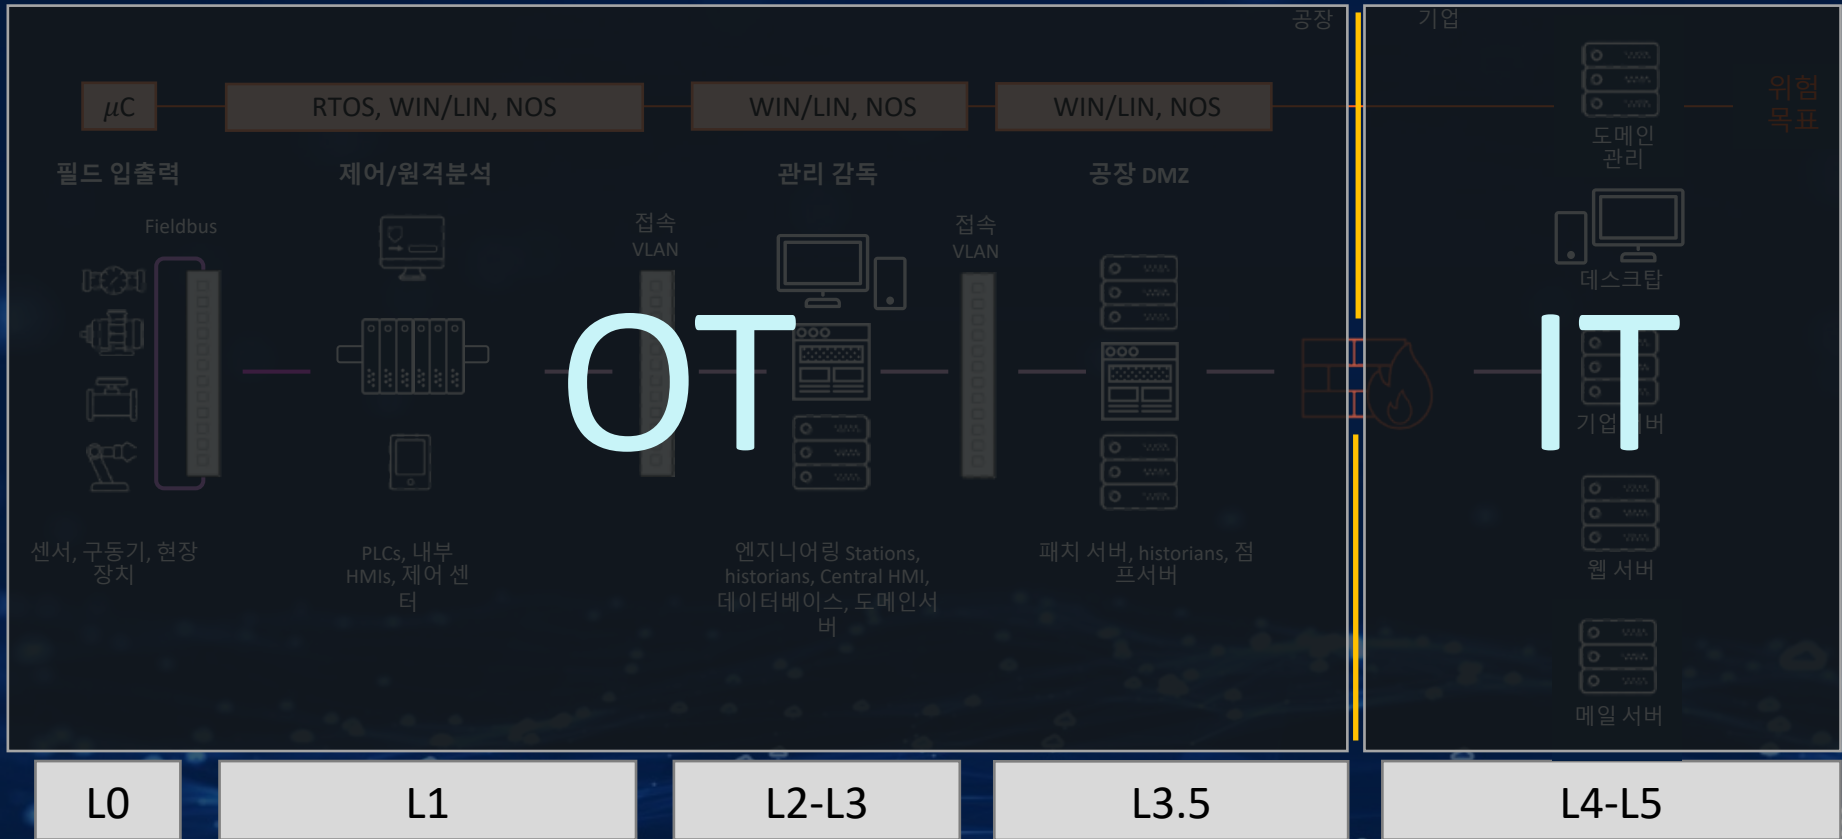 공장
기업
μC
RTOS, WIN/LIN, NOS
WIN/LIN, NOS
WIN/LIN, NOS
위험
목표
도메인
관리
필드 입출력
제어/원격분석
관리 감독
공장 DMZ
Fieldbus
접속
VLAN
접속
VLAN
데스크탑
OT
IT
기업 서버
센서, 구동기, 현장
장치
PLCs, 내부
HMIs, 제어 센
터
엔지니어링 Stations,
historians, Central HMI,
데이터베이스, 도메인서
버
패치 서버, historians, 점
프서버
웹 서버
메일 서버
L0
L1
L2-L3
L3.5
L4-L5